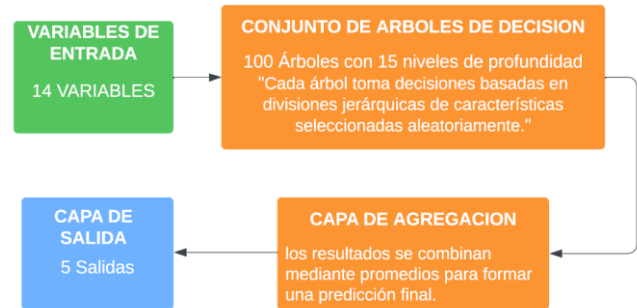 VARIABLES DE
ENTRADA
14 VARIABLES
CONJUNTO DE ARBOLES DE DECISION
100 Árboles con 15 niveles de profundidad
"Cada árbol toma decisiones basadas en
divisiones jerárquicas de características
seleccionadas aleatoriamente."
CAPA DE
SALIDA
5 Salidas
CAPA DE AGREGACION
los resultados se combinan
mediante promedios para formar
una predicción final.